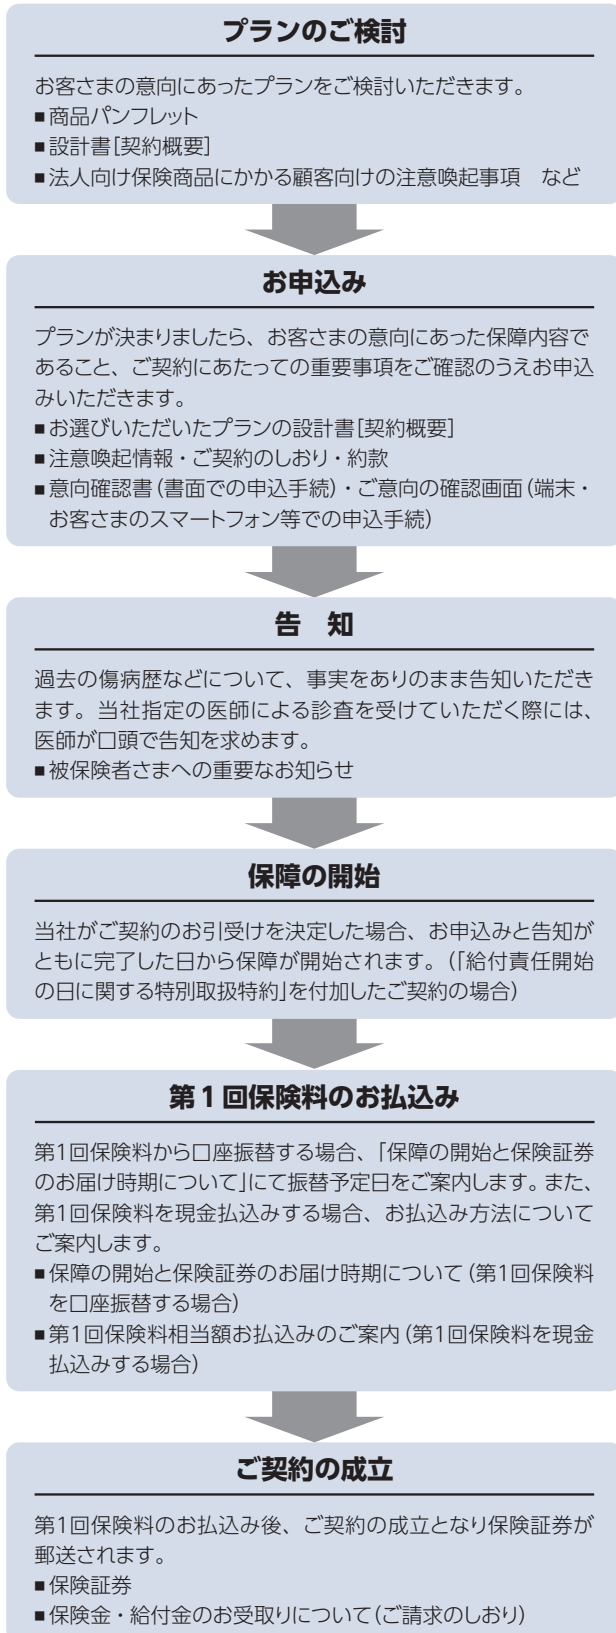 プランのご検討
お客さまの意向にあったプランをご検討いただきます。
■商品パンフレット
■設計書[契約概要]
■法人向け保険商品にかかる顧客向けの注意喚起事項　など
お申込み
プランが決まりましたら、お客さまの意向にあった保障内容で
あること、ご契約にあたっての重要事項をご確認のうえお申込
みいただきます。
■お選びいただいたプランの設計書[契約概要]
■注意喚起情報・ご契約のしおり・約款
■意向確認書(書面での申込手続)・ご意向の確認画面(端末・
お客さまのスマートフォン等での申込手続)
告　知
過去の傷病歴などについて、事実をありのまま告知いただき
ます。当社指定の医師による診査を受けていただく際には、
医師が口頭で告知を求めます。
■被保険者さまへの重要なお知らせ
保障の開始
当社がご契約のお引受けを決定した場合、お申込みと告知が
ともに完了した日から保障が開始されます。(「給付責任開始
の日に関する特別取扱特約」を付加したご契約の場合)
第1回保険料のお払込み
第1回保険料から口座振替する場合、「保障の開始と保険証券
のお届け時期について」にて振替予定日をご案内します。また、
第1回保険料を現金払込みする場合、お払込み方法について
ご案内します。
■保障の開始と保険証券のお届け時期について(第1回保険料
を口座振替する場合)
■第1回保険料相当額お払込みのご案内(第1回保険料を現金
払込みする場合)
ご契約の成立
第1回保険料のお払込み後、ご契約の成立となり保険証券が
郵送されます。
■保険証券
■保険金・給付金のお受取りについて(ご請求のしおり)